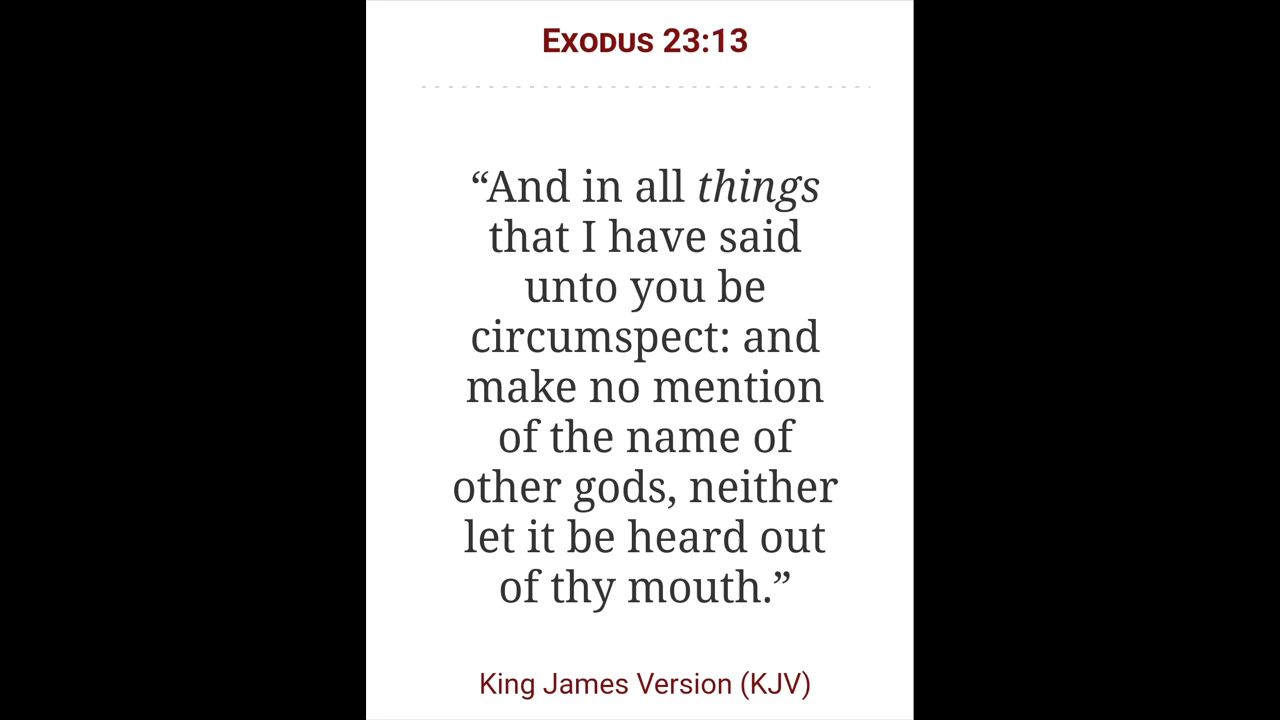 Exodus 23:13
“And in all things
that I have said
unto you be
circumspect: and
make no mention
of the name of
other gods, neither
let it be heard out
of thy mouth.”
King James Version (KJV)